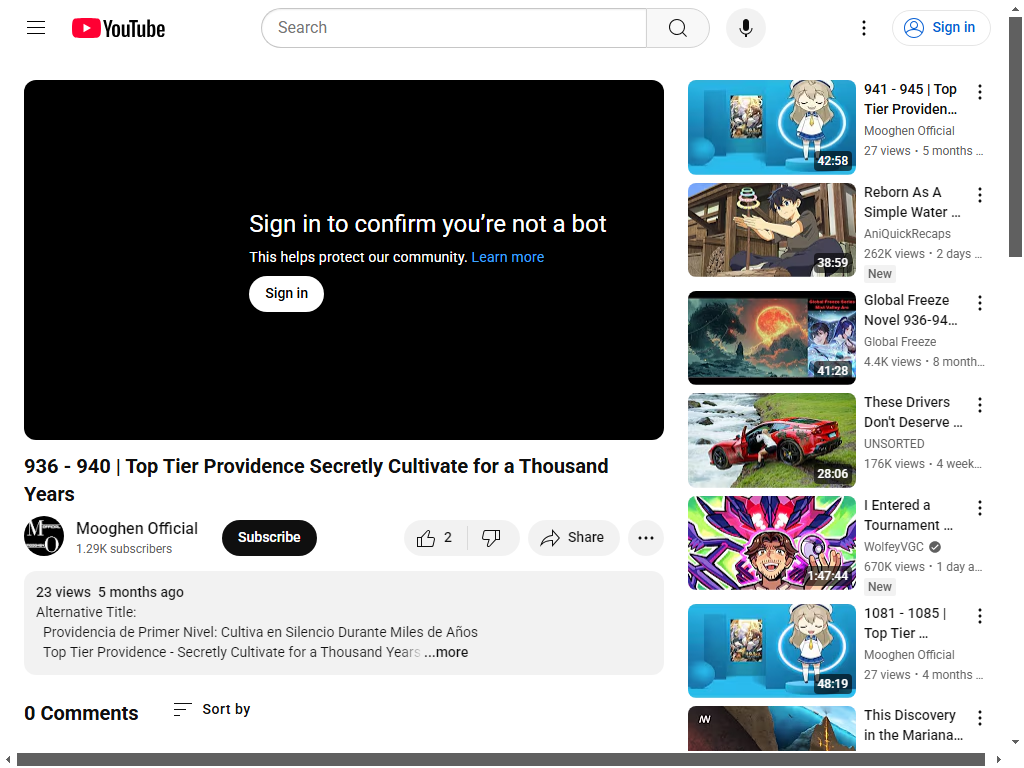 YouTube
Search
Sign in
Sign in to confirm you’re not a bot
This helps protect our community. Learn more
Sign in
936 - 940 | Top Tier Providence Secretly Cultivate for a Thousand
Years
Mooghen Official
1.29K subscribers
Subscribe
2
Share
23 views 5 months ago
Alternative Title:
Providencia de Primer Nivel: Cultiva en Silencio Durante Miles de Años
Top Tier Providence - Secretly Cultivate for a Thousand Years ...more
0 Comments
Sort by
42:58
941 - 945 | Top
Tier Providen...
Mooghen Official
27 views • 5 months ...
38:59
Reborn As A
Simple Water ...
AniQuickRecaps
262K views • 2 days ...
New
41:28
Global Freeze
Novel 936-94...
Global Freeze
4.4K views • 8 month...
28:06
These Drivers
Don't Deserve ...
UNSORTED
176K views • 4 week...
1:47:44
I Entered a
Tournament ...
WolfeyVGC
670K views • 1 day a...
New
48:19
1081 - 1085 |
Top Tier ...
Mooghen Official
27 views • 4 months ...
This Discovery
in the Mariana...